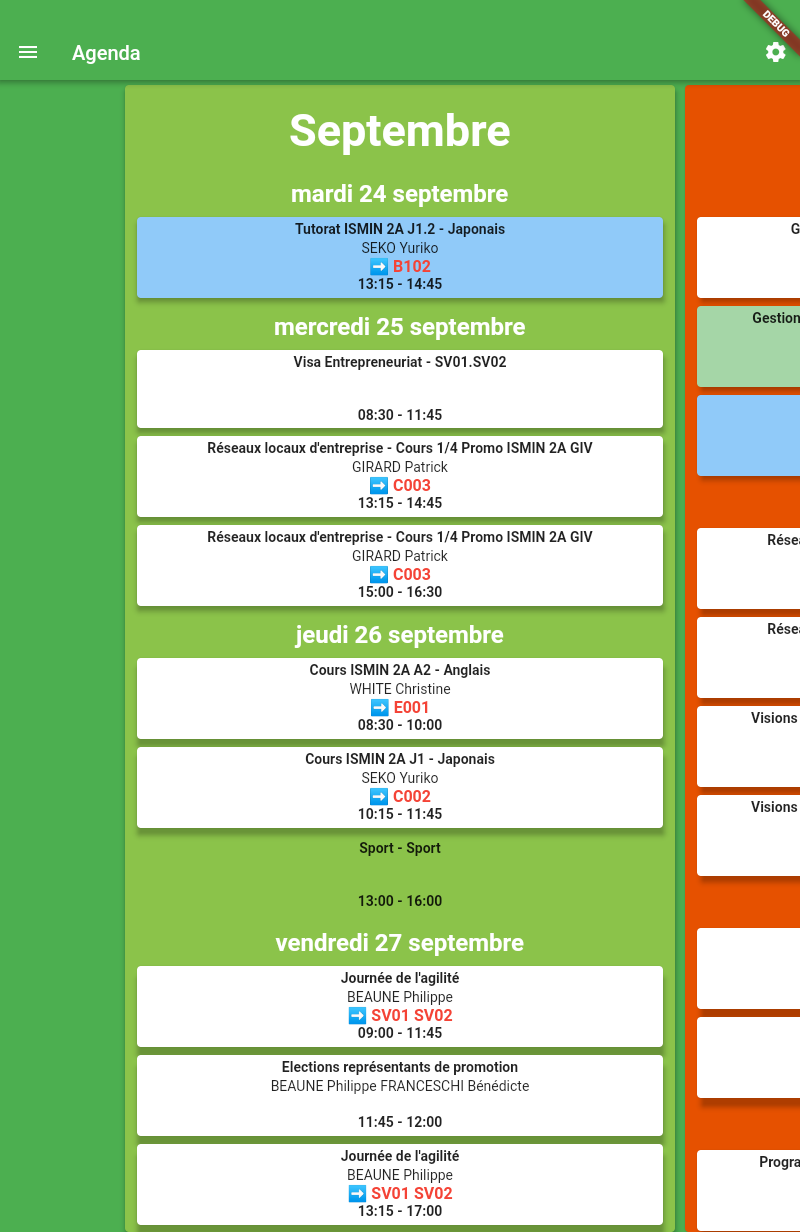 DEBUG
Agenda
Septembre
mardi 24 septembre
Tutorat ISMIN 2A J1.2 - Japonais
SEKO Yuriko
➡ B102
13:15 - 14:45
mercredi 25 septembre
Visa Entrepreneuriat - SV01.SV02
08:30 - 11:45
Réseaux locaux d'entreprise - Cours 1/4 Promo ISMIN 2A GIV
GIRARD Patrick
➡ C003
13:15 - 14:45
Réseaux locaux d'entreprise - Cours 1/4 Promo ISMIN 2A GIV
GIRARD Patrick
➡ C003
15:00 - 16:30
jeudi 26 septembre
Cours ISMIN 2A A2 - Anglais
WHITE Christine
➡ E001
08:30 - 10:00
Cours ISMIN 2A J1 - Japonais
SEKO Yuriko
➡ C002
10:15 - 11:45
Sport - Sport
13:00 - 16:00
vendredi 27 septembre
Journée de l'agilité
BEAUNE Philippe
➡ SV01 SV02
09:00 - 11:45
Elections représentants de promotion
BEAUNE Philippe FRANCESCHI Bénédicte
11:45 - 12:00
Journée de l'agilité
BEAUNE Philippe
➡ SV01 SV02
13:15 - 17:00
G
Gestion
Résea
Résea
Visions
Visions
Progra